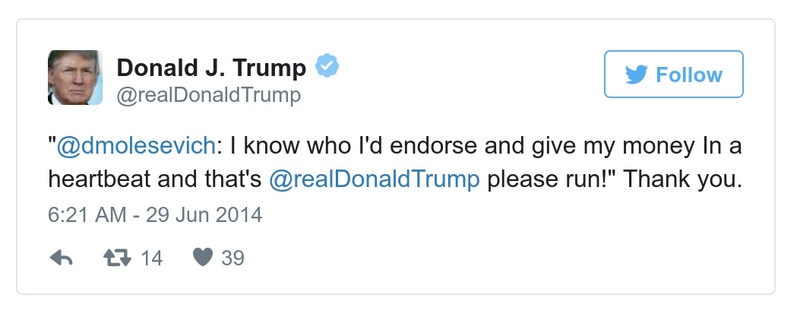 Donald J. Trump
@realDonaldTrump
Follow
"@dmolesevich: I know who I'd endorse and give my money In a
heartbeat and that's @realDonaldTrump please run!" Thank you.
6:21 AM - 29 Jun 2014
14 39